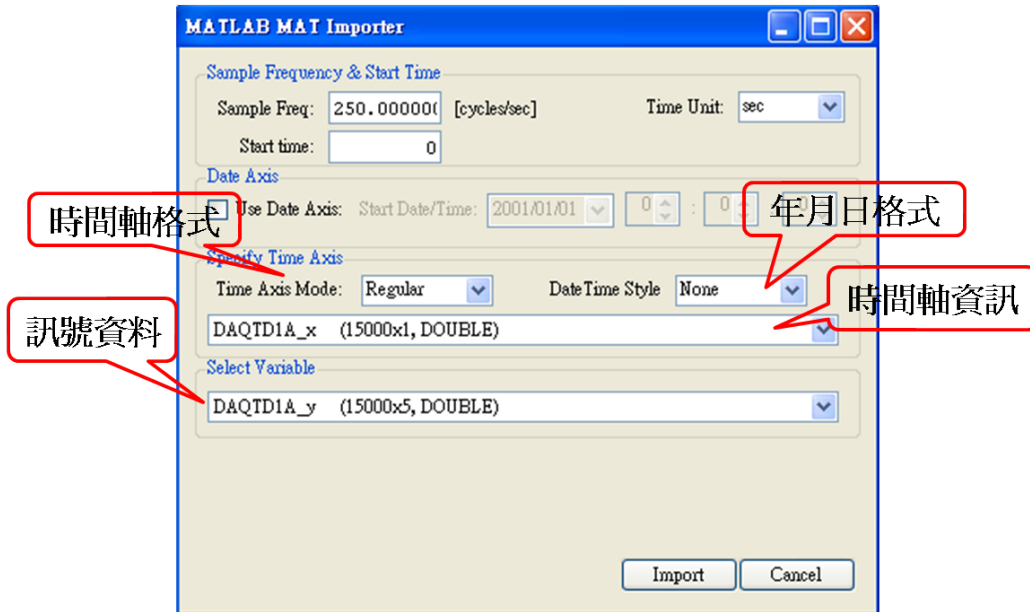 MATLAB MAT Importer
Sample Frequency & Start Time
Sample Freq: 250.000000 [cycles/sec] Time Unit: sec
Start time: 0
Date Axis
時間軸格式
Use Date Axis: Start Date/Time: 2001/01/01 0 : 0
年月日格式
Specify Time Axis
Time Axis Mode: Regular DateTime Style None
時間軸資訊
DAQTD1A_x (15000x1, DOUBLE)
訊號資料
Select Variable
DAQTD1A_y (15000x5, DOUBLE)
Import Cancel